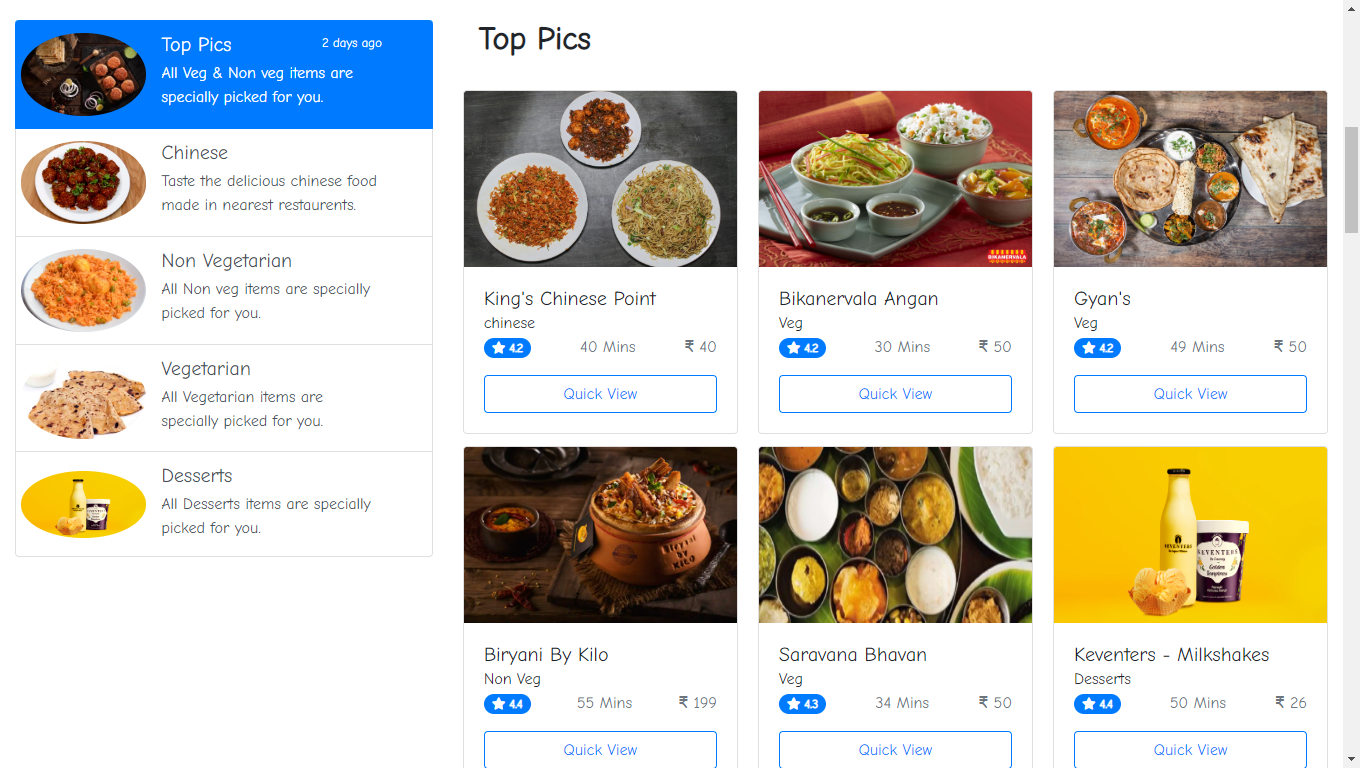 Top Pics
2 days ago
All Veg & Non veg items are
specially picked for you.
Chinese
Taste the delicious chinese food
made in nearest restaurents.
Non Vegetarian
All Non veg items are specially
picked for you.
Vegetarian
All Vegetarian items are
specially picked for you.
Desserts
All Desserts items are specially
picked for you.
Top Pics
BIKANERVALA
King's Chinese Point
chinese
4.2 40 Mins ₹ 40
Quick View
Bikanervala Angan
Veg
4.2 30 Mins ₹ 50
Quick View
Gyan's
Veg
4.2 49 Mins ₹ 50
Quick View
BIRYANI
BY
KILO
KEVENTERS
KEVENTERS
Golden
Biryani By Kilo
Non Veg
4.4 55 Mins ₹ 199
Quick View
Saravana Bhavan
Veg
4.3 34 Mins ₹ 50
Quick View
Keventers - Milkshakes
Desserts
4.4 50 Mins ₹ 26
Quick View